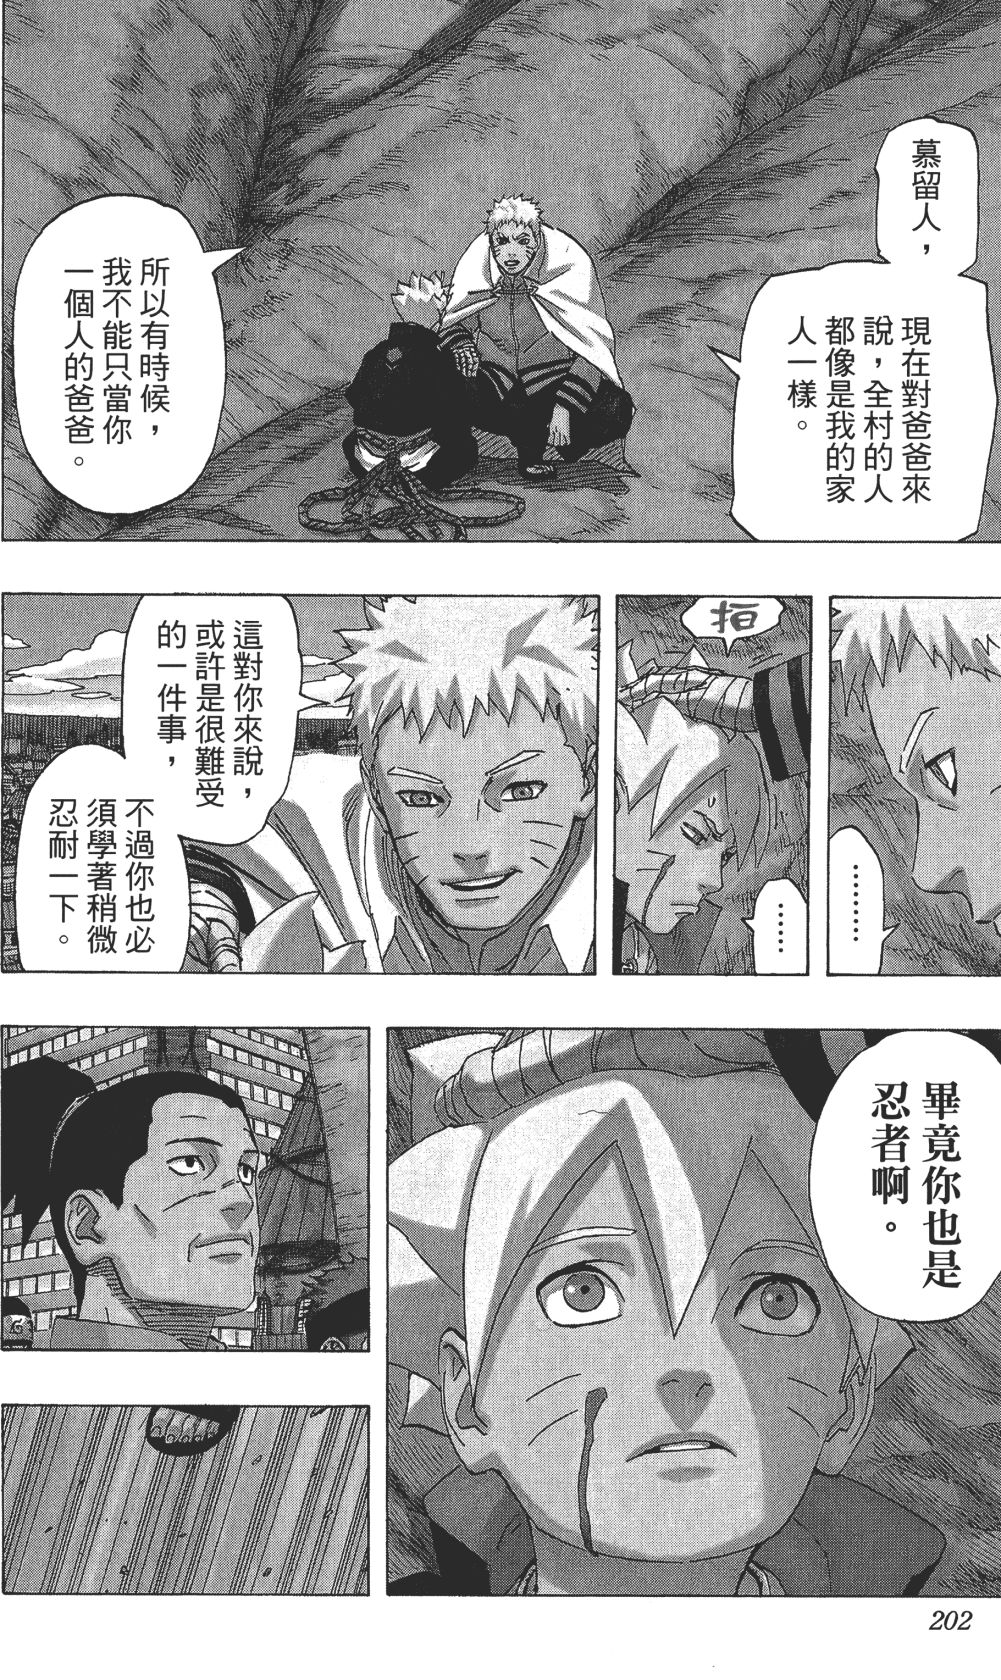 慕留人，
現在對爸爸來
說，全村的人
都像是我的家
人一樣。
所以有時候，
我不能只當你
一個人的爸爸。
………
拍
……
這對你來說，
或許是很難受
的一件事，
不過你也必
須學著稍微
忍耐一下。
畢竟你也是
忍者啊。
202